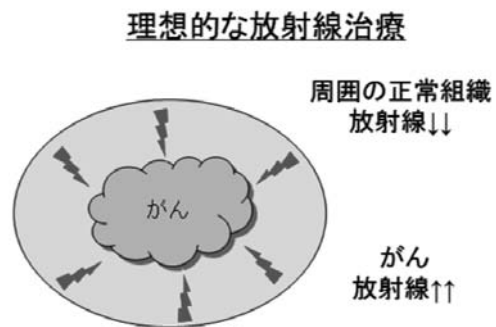 理想的な放射線治療
周囲の正常組織
放射線↓↓
がん
がん
放射線↑↑